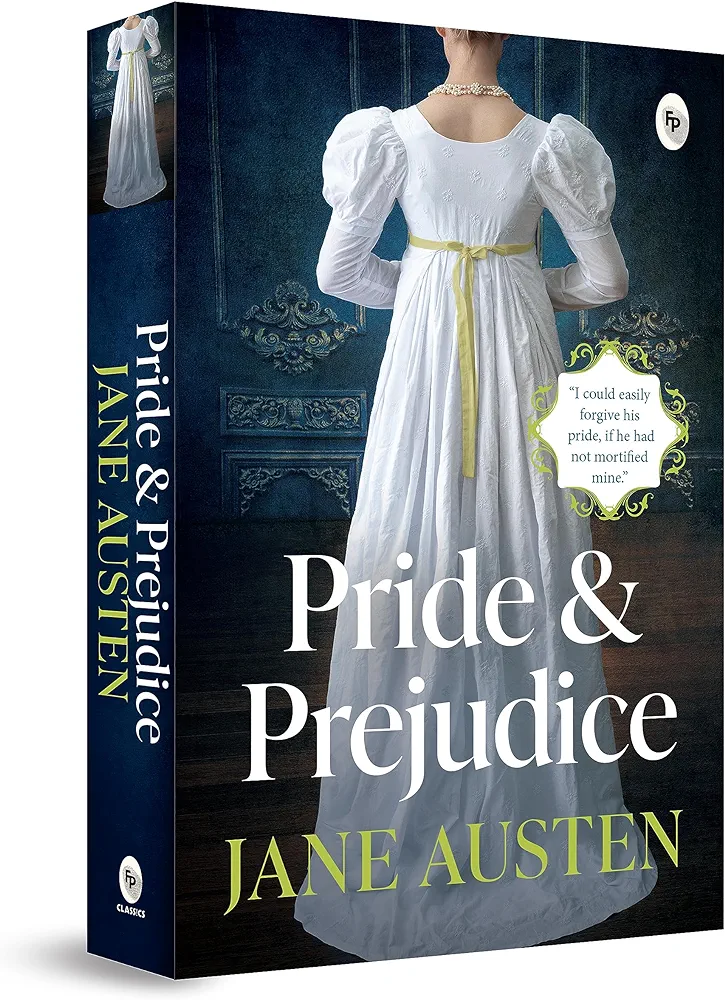 Pride & Prejudice
JANE AUSTEN
FP
CLASSICS
FP
“I could easily
forgive his
pride, if he had
not mortified
mine.”
Pride &
Prejudice
JANE AUSTEN